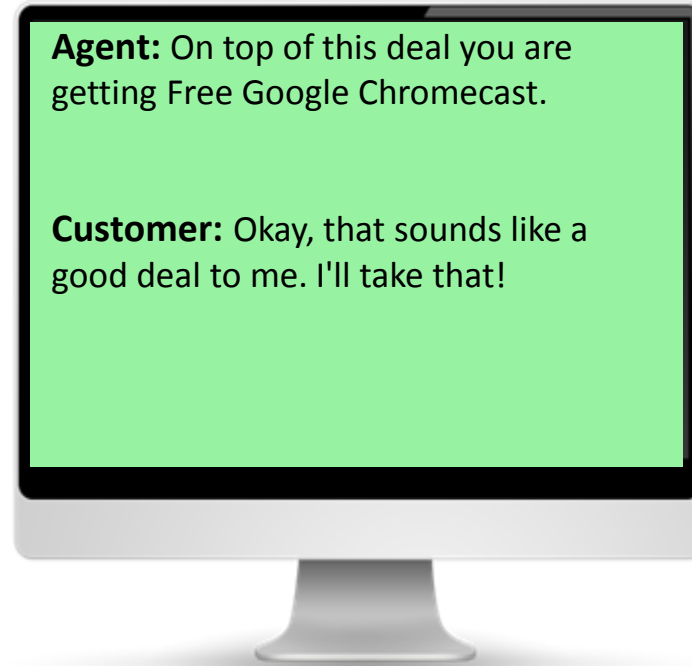 Agent: On top of this deal you are
getting Free Google Chromecast.
Customer: Okay, that sounds like a
good deal to me. I'll take that!